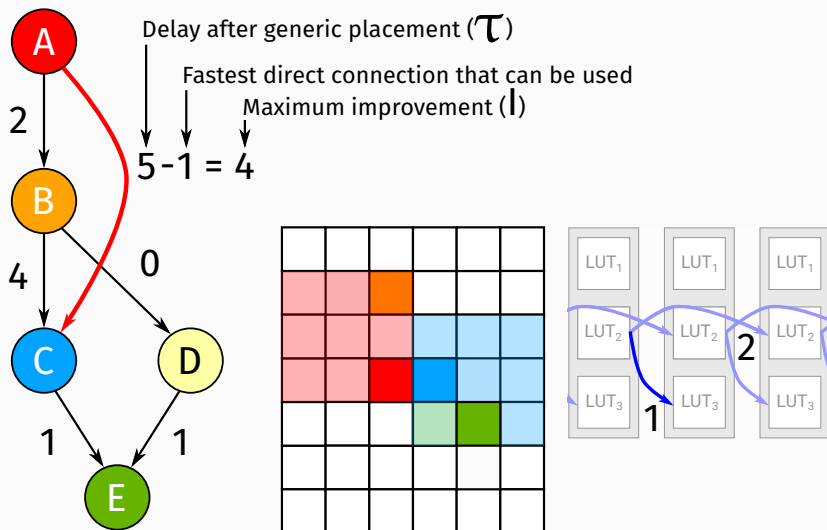 A
Delay after generic placement (τ)
Fastest direct connection that can be used
Maximum improvement (I)
2
5-1 = 4
B
4
0
C
D
1
1
E
LUT1
LUT1
LUT1
LUT2
LUT2
2
LUT2
LUT3
1
LUT3
LUT3